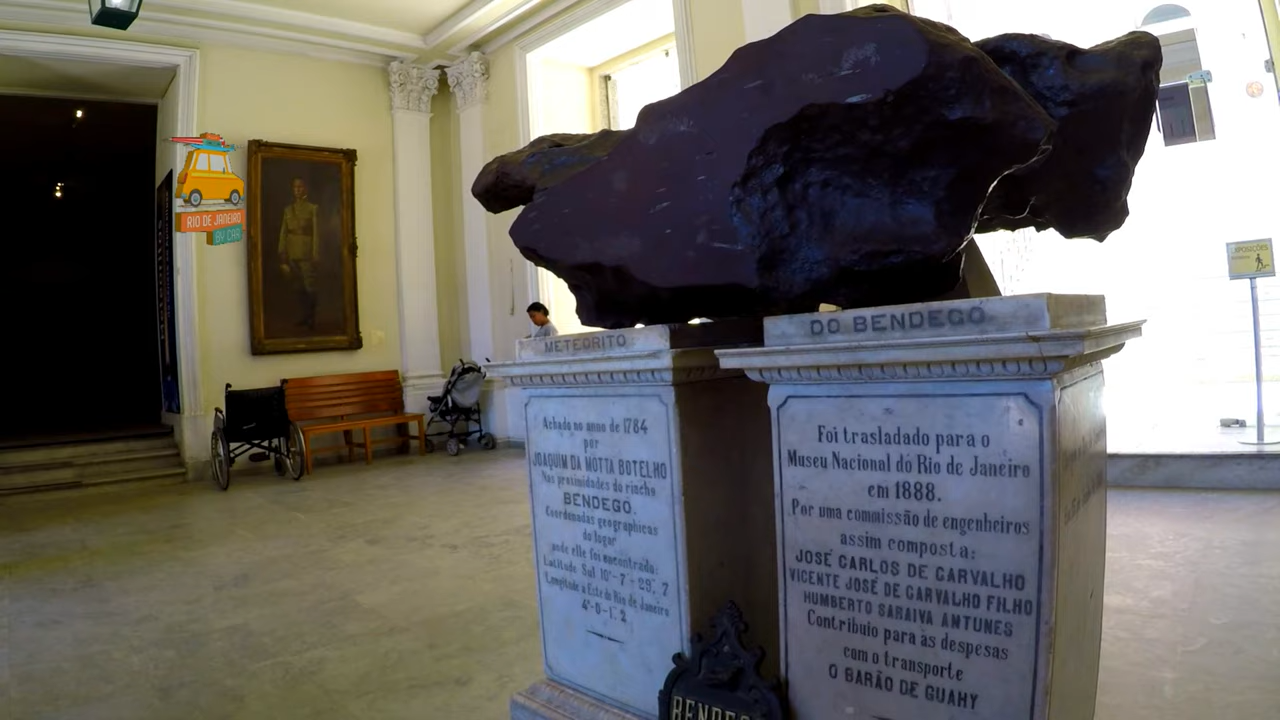 RIO DE JANEIRO
BY CAR
METEORITO
DO BENDEGÓ
Achado no anno de 1784
por
JOAQUIM DA MOTTA BOTELHO
Nas proximidades do riacho
BENDEGÓ.
Coordenadas geographicas
do logar
onde elle foi encontrado:
Latitude Sul 10°-7'-29", 7
Longitude a Este do Rio de Janeiro
4°-0-1", 2
Foi trasladado para o
Museu Nacional do Rio de Janeiro
em 1888.
Por uma commissão de engenheiros
assim composta:
JOSÉ CARLOS DE CARVALHO
VICENTE JOSÉ DE CARVALHO FILHO
HUMBERTO SARAIVA ANTUNES
Contribuio para as despesas
com o transporte
O BARÃO DE GUAHY
BENDEGÓ
EXPOSIÇÕES